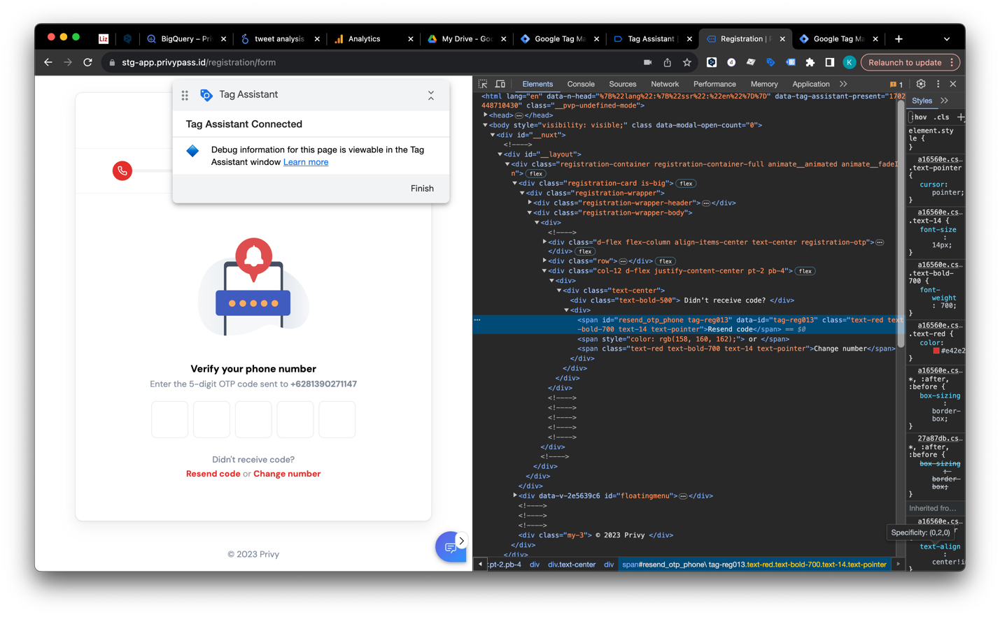 Liz
BigQuery – Pri
tweet analysis
Analytics
My Drive - Goo
Google Tag Ma
Tag Assistant |
Registration | P
Google Tag Ma
stg-app.privypass.id/registration/form
K
Relaunch to update
Tag Assistant
Tag Assistant Connected
Debug information for this page is viewable in the Tag
Assistant window Learn more
Finish
Verify your phone number
Enter the 5-digit OTP code sent to +6281390271147
Didn't receive code?
Resend code or Change number
© 2023 Privy
Elements Console Sources Network Performance Memory Application 1
<html lang="en" data-n-head="%7B%22lang%22:%7B%22ssr%22:%22en%22%7D%7D" data-tag-assistant-present="1702
448710430" class="__pvp-undefined-mode">
<head> </head>
<body style="visibility: visible;" class data-modal-open-count="0">
<div id="__nuxt">
<!---->
<div id="__layout">
<div class="registration-container registration-container-full animate__animated animate__fadeI
n"> flex
<div class="registration-card is-big"> flex
<div class="registration-wrapper">
<div class="registration-wrapper-header"> </div>
<div class="registration-wrapper-body">
<div>
<!---->
<div class="d-flex flex-column align-items-center text-center registration-otp">
</div> flex
<div class="row"> </div> flex
<div class="col-12 d-flex justify-content-center pt-2 pb-4"> flex
<div>
<div class="text-center">
<div class="text-bold-500"> Didn't receive code? </div>
<div>
<span id="resend_otp_phone tag-reg013" data-id="tag-reg013" class="text-red text
-bold-700 text-14 text-pointer">Resend code</span> == $0
<span style="color: rgb(158, 160, 162);"> or </span>
<span class="text-red text-bold-700 text-14 text-pointer">Change number</span>
</div>
</div>
</div>
</div>
<!---->
<!---->
<!---->
<!---->
<!---->
</div>
<!---->
</div>
</div>
</div>
<div data-v-2e5639c6 id="floatingmenu"> </div>
<!---->
<!---->
<!---->
<div class="my-3"> © 2023 Privy </div>
</div>
</div>
.pt-2.pb-4 div div.text-center div span#resend_otp_phone\ tag-reg013.text-red.text-bold-700.text-14.text-pointer
Styles
:hov .cls
element.sty
le {
}
a16560e.cs…
.text-pointer
{
cursor:
pointer;
}
a16560e.cs…
.text-14 {
font-size
:
14px;
}
a16560e.cs…
.text-bold-
700 {
font-
weight
: 700;
}
a16560e.cs…
.text-red {
color:
#e42e2
}
a16560e.cs…
*, :after,
:before {
box-sizing
:
border-
box;
}
27a87db.cs…
*, :after,
:before {
box-sizing
:
border-
box;
}
Inherited fro…
a16560e.cs…
Specificity: (0,2,0)
text-align
:
center!i
}